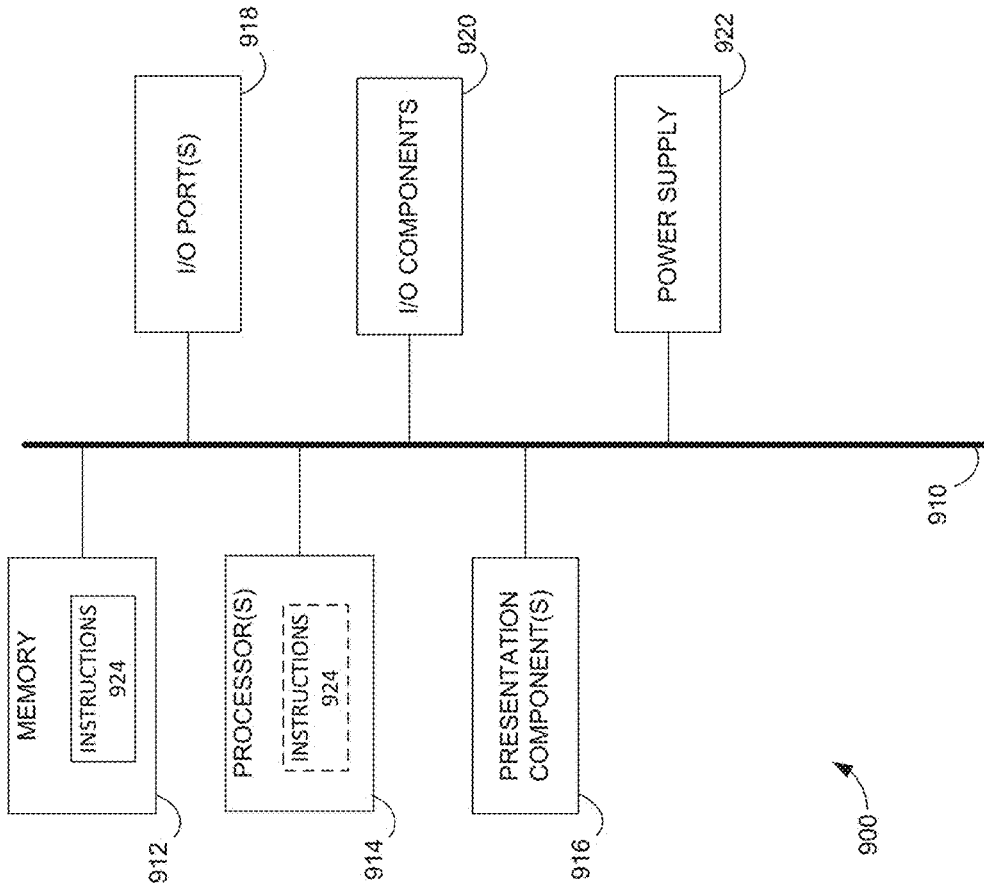 MEMORY
INSTRUCTIONS
924
912
PROCESSOR(S)
INSTRUCTIONS
924
914
PRESENTATION
COMPONENT(S)
916
I/O PORT(S)
918
I/O COMPONENTS
920
POWER SUPPLY
922
910
900